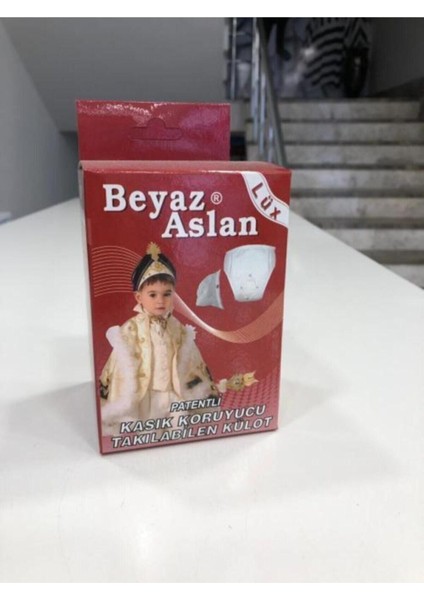 Beyaz®
Aslan
LÜX
PATENTLİ
KASIK KORUYUCU
TAKILABİLEN KÜLOT